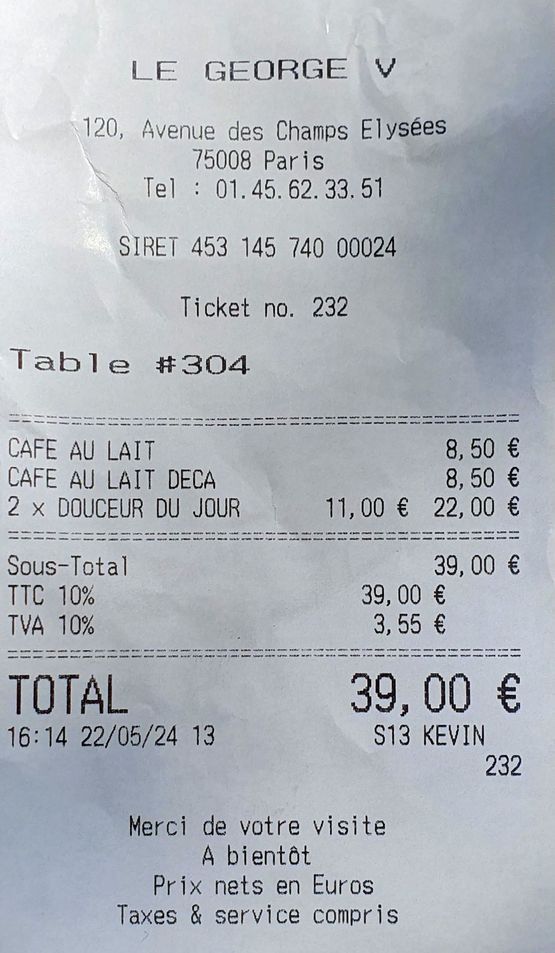 LE GEORGE V
120, Avenue des Champs Elysées
75008 Paris
Tel : 01.45.62.33.51
SIRET 453 145 740 00024
Ticket no. 232
Table #304
CAFE AU LAIT 8,50 €
CAFE AU LAIT DECA 8,50 €
2 x DOUCEUR DU JOUR 11,00 € 22,00 €
Sous-Total 39,00 €
TTC 10% 39,00 €
TVA 10% 3,55 €
TOTAL 39,00 €
16:14 22/05/24 13 S13 KEVIN
232
Merci de votre visite
A bientôt
Prix nets en Euros
Taxes & service compris